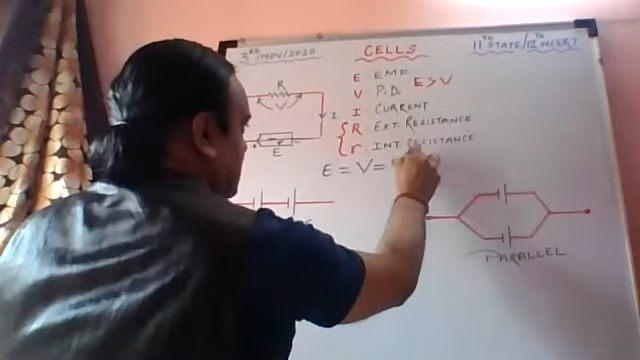 3RD/NOV/2020
CELLS
11TH STATE/12TH NCERT
R
V
I
E
E EMF
V P.D. E > V
I CURRENT
R EXT. RESISTANCE
r INT. RESISTANCE
E = V =
PARALLEL